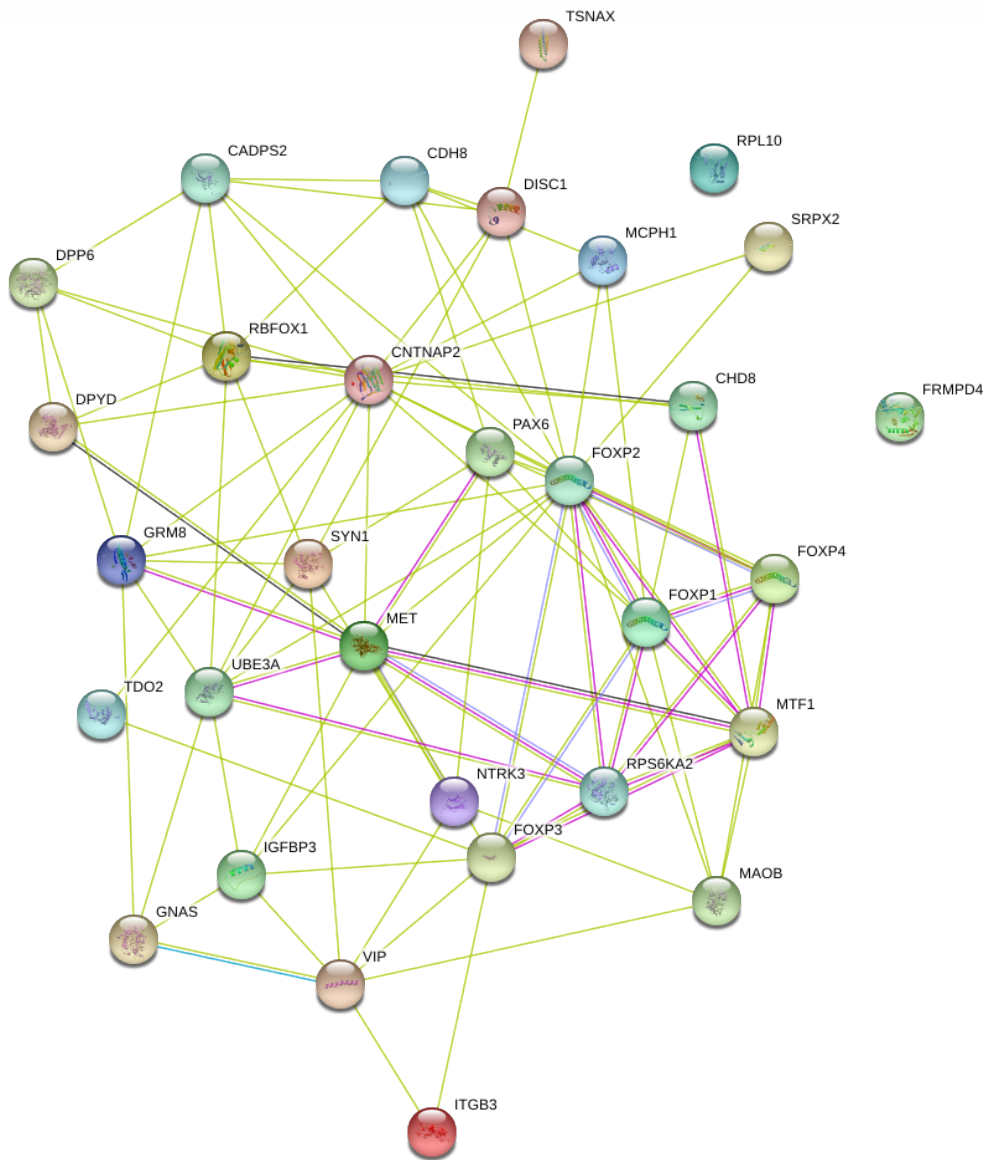 TSNAX
RPL10
CADPS2
CDH8
DISC1
SRPX2
MCPH1
DPP6
RBFOX1
CNTNAP2
CHD8
FRMPD4
DPYD
PAX6
FOXP2
GRM8
SYN1
FOXP4
FOXP1
MET
UBE3A
TDO2
MTF1
RPS6KA2
NTRK3
FOXP3
IGFBP3
MAOB
GNAS
VIP
ITGB3